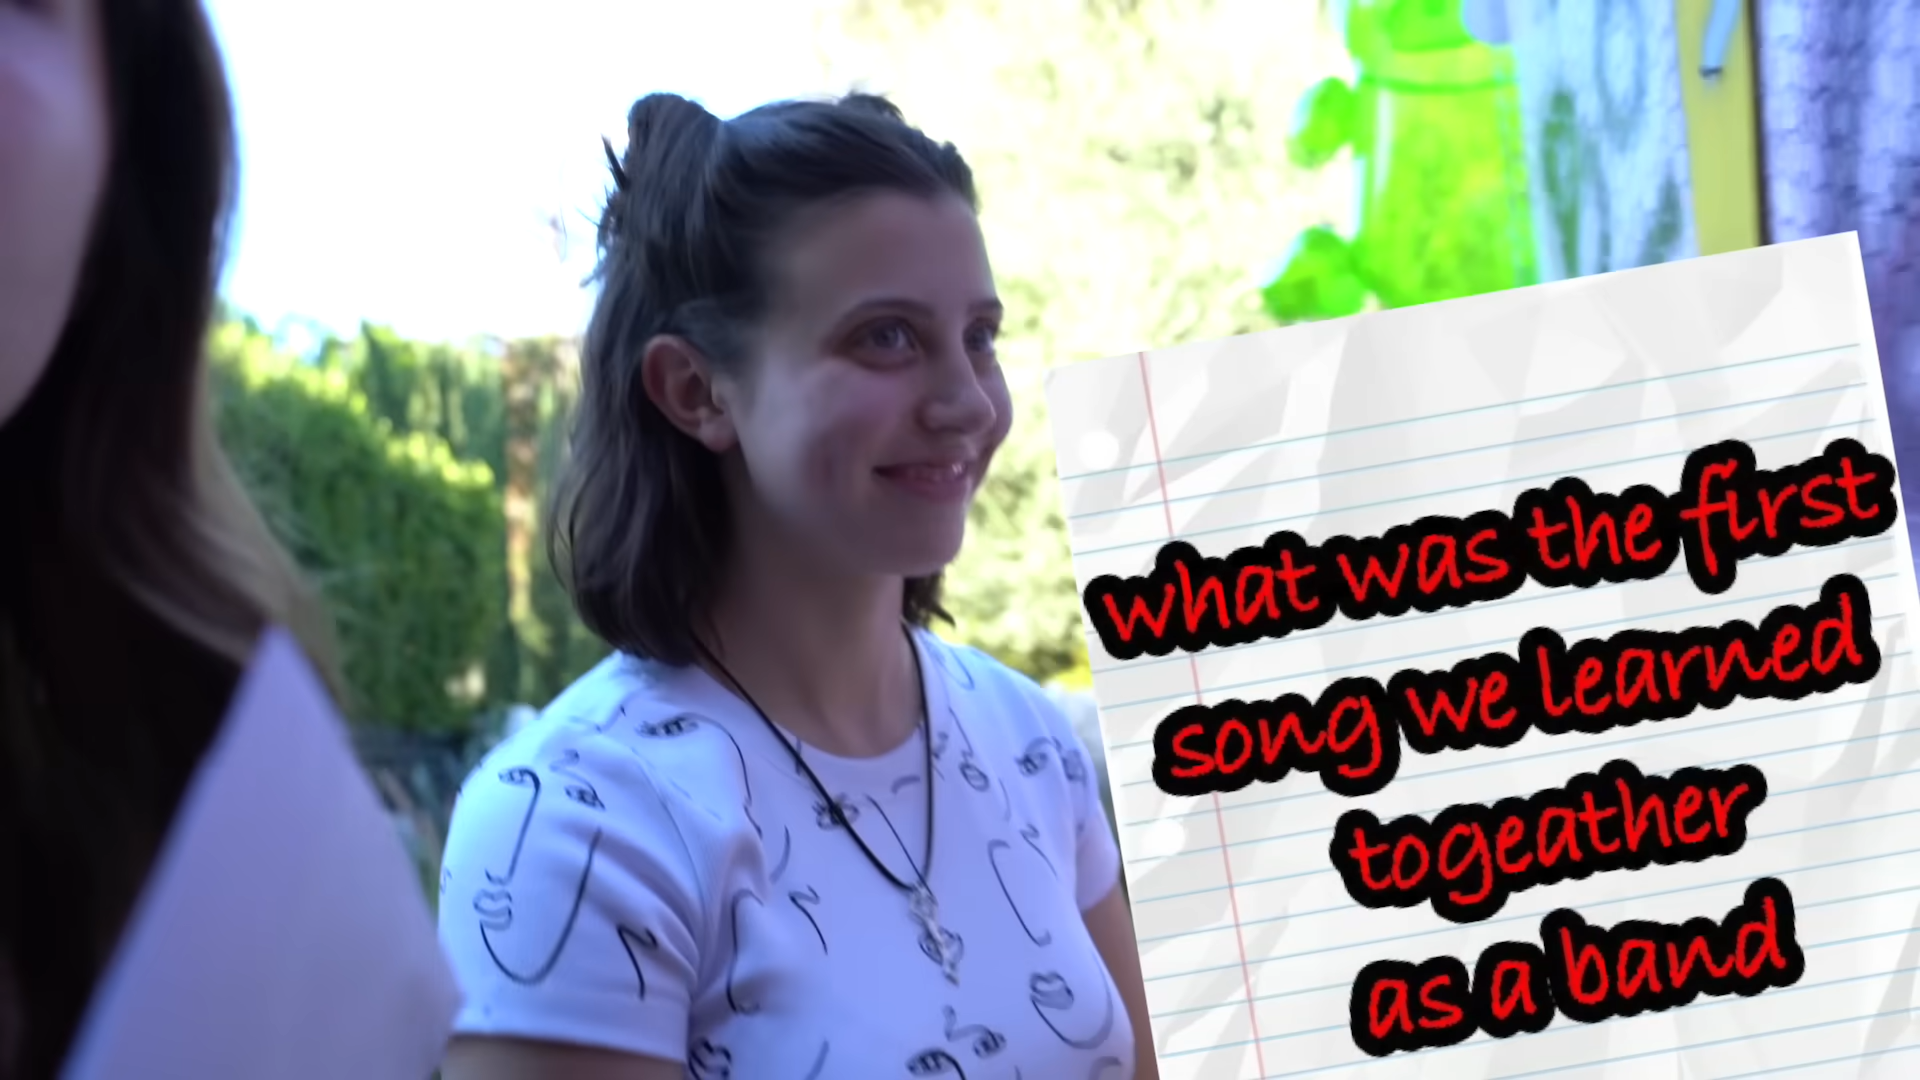 what was the first
song we learned
togeather
as a band